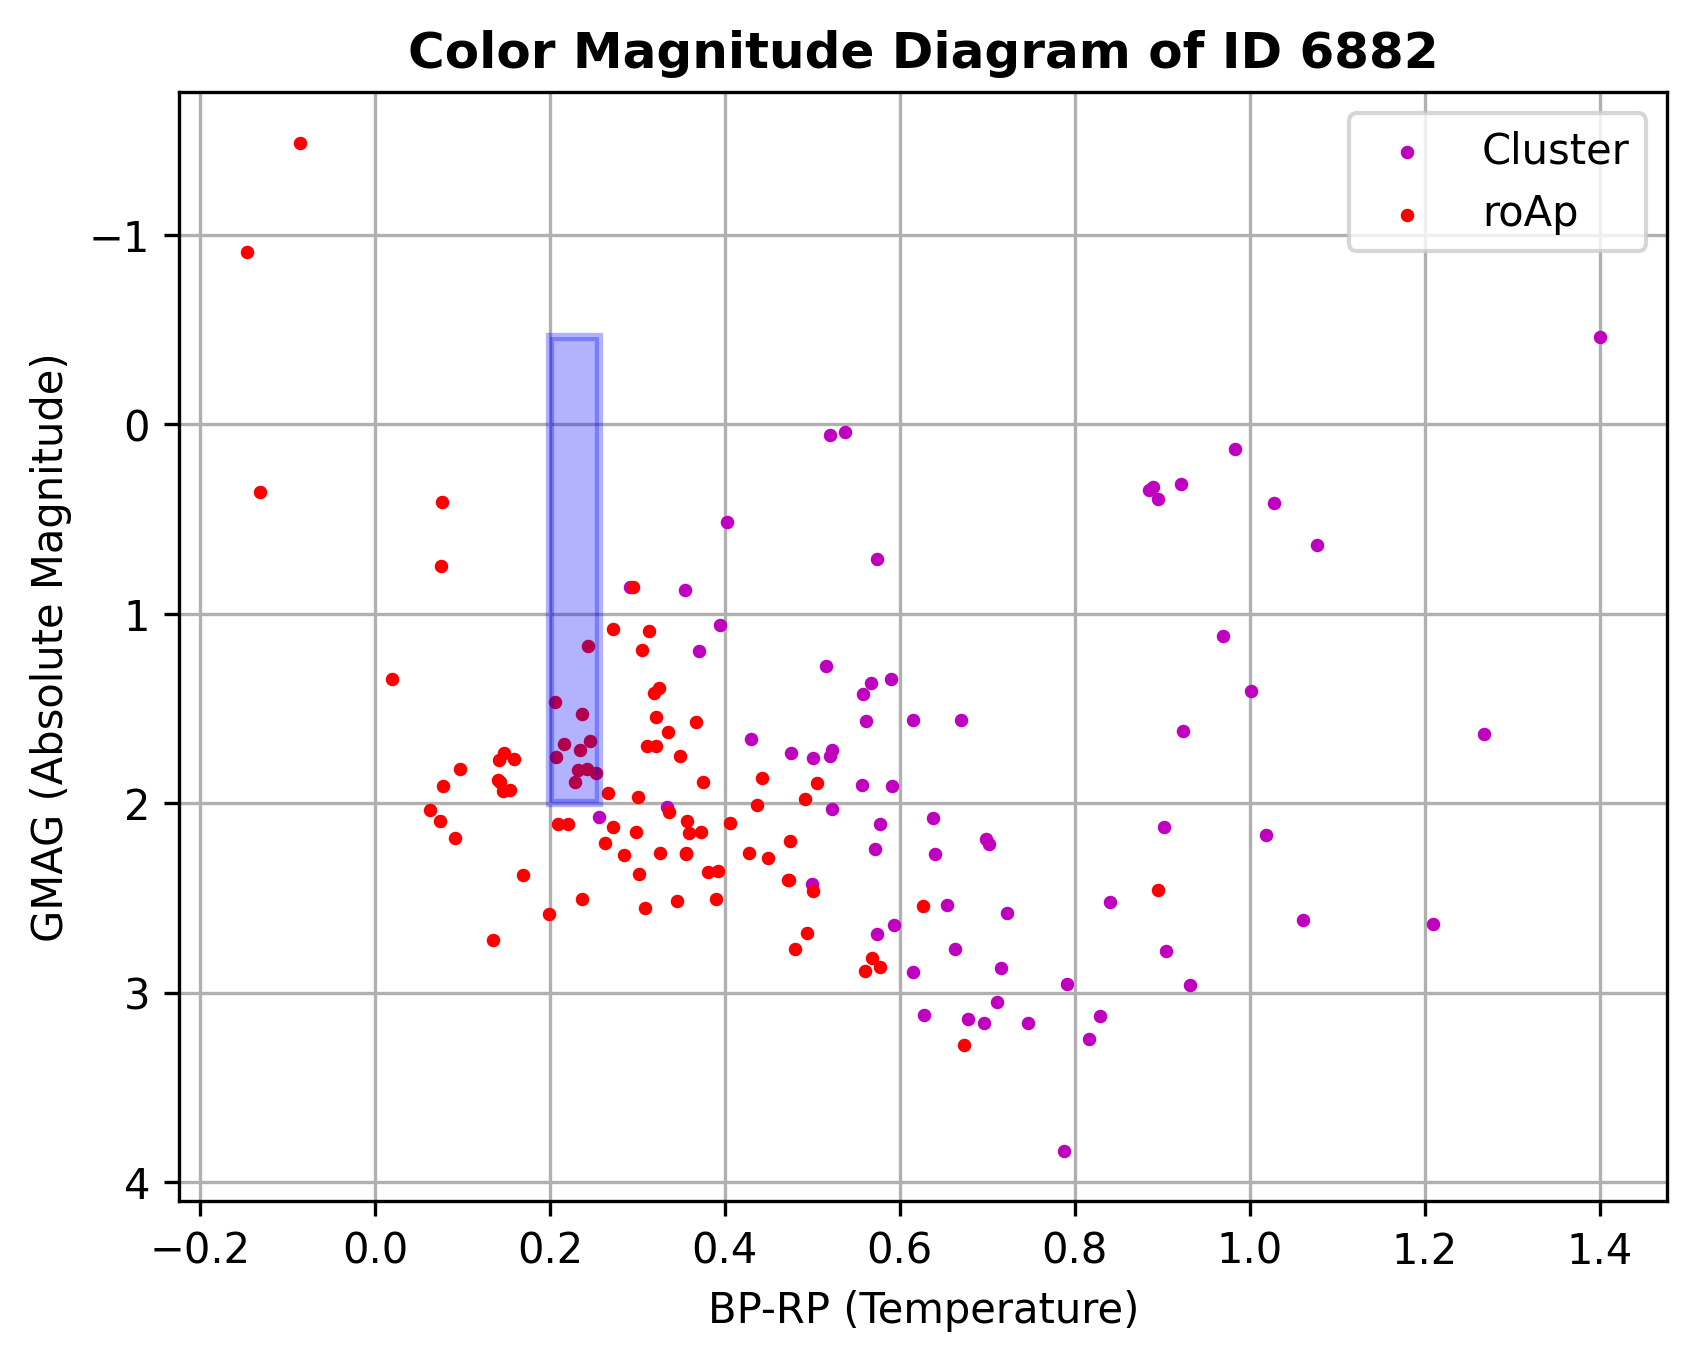 Color Magnitude Diagram of ID 6882
Cluster
roAp
GMAG (Absolute Magnitude)
−1
0
1
2
3
4
−0.2 0.0 0.2 0.4 0.6 0.8 1.0 1.2 1.4
BP-RP (Temperature)